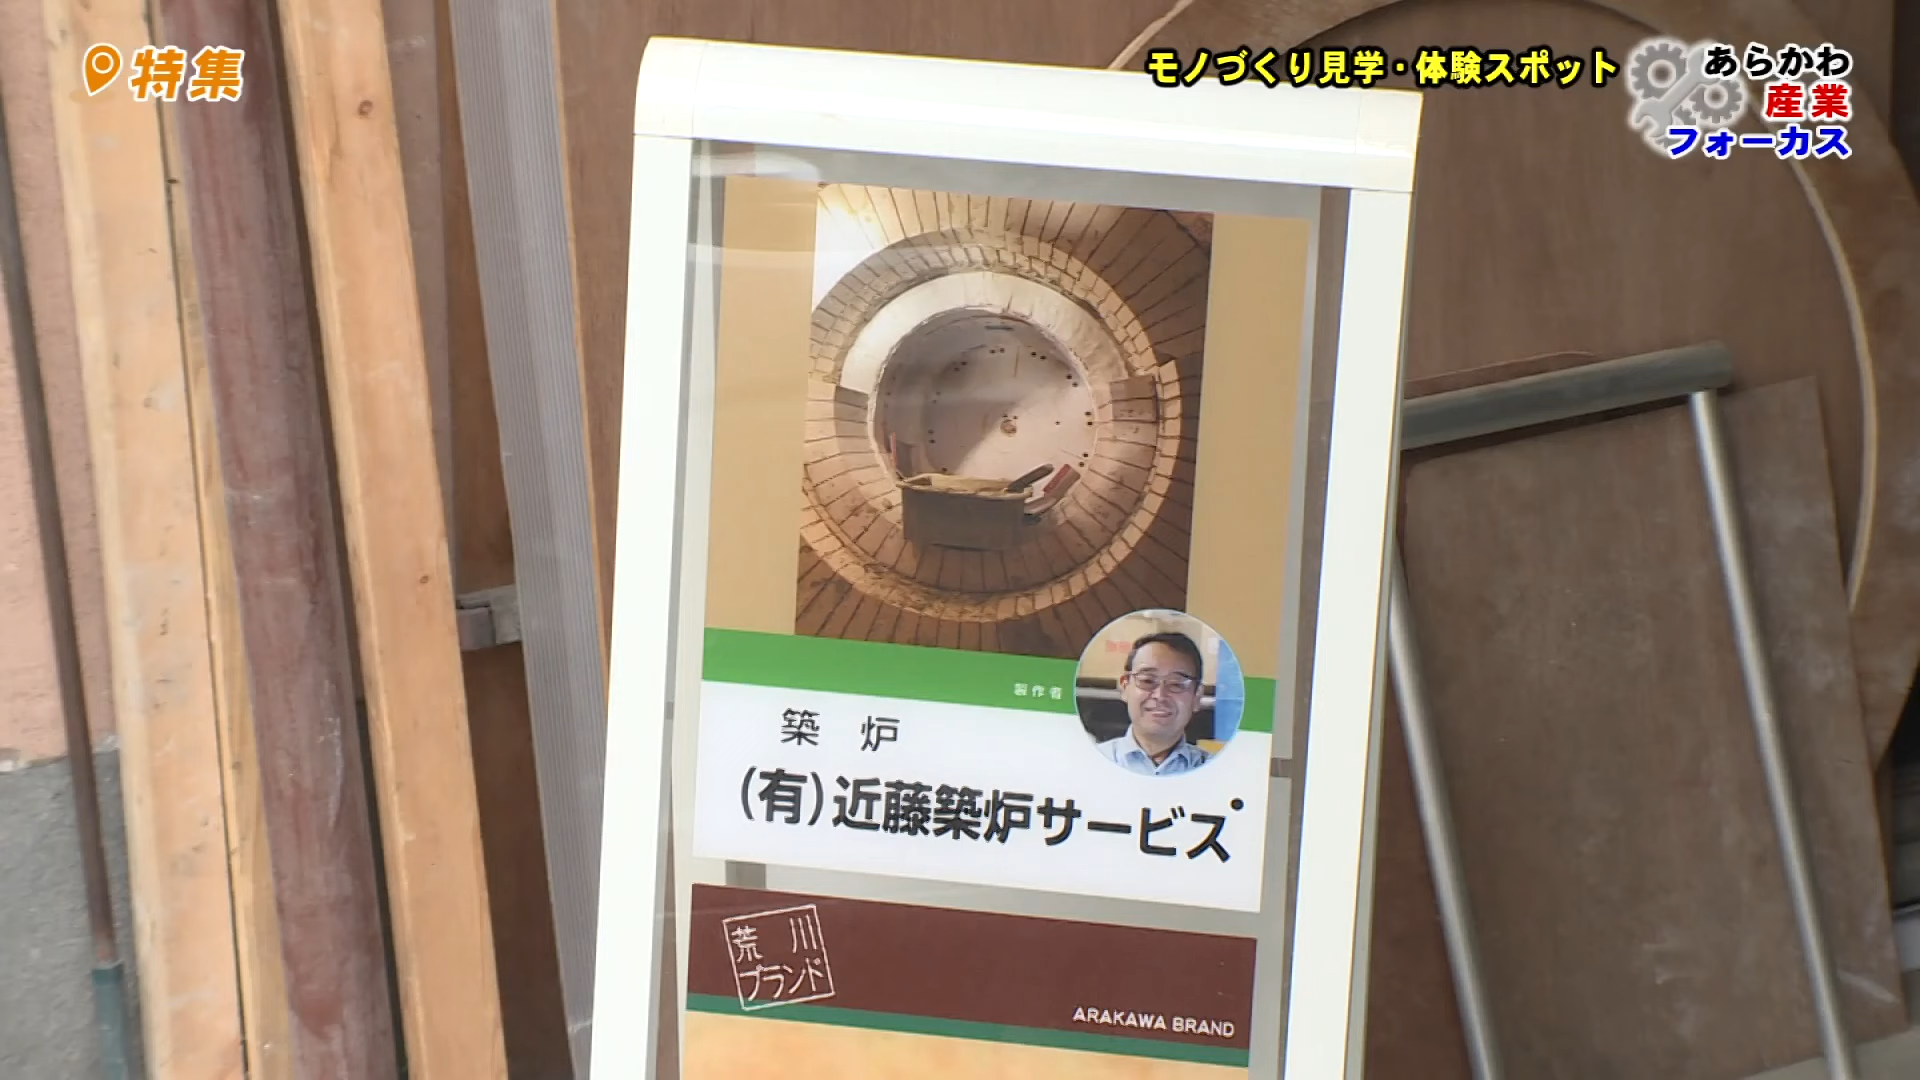 特集
モノづくり見学・体験スポット
あらかわ
産業
フォーカス
製作者
築 炉
(有)近藤築炉サービス
荒川
ブランド
ARAKAWA BRAND